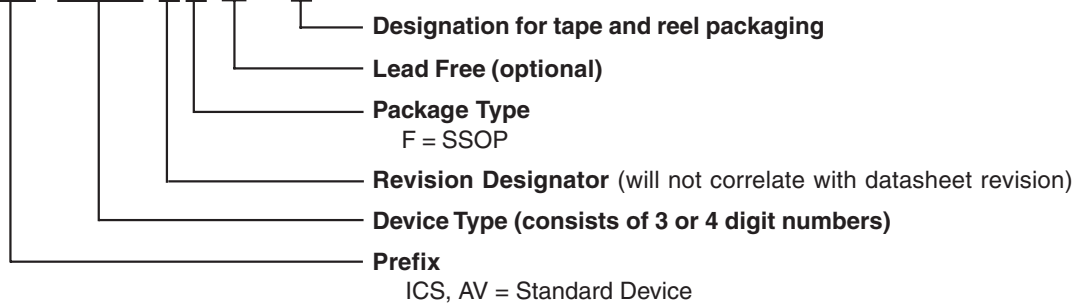 Designation for tape and reel packaging
Lead Free (optional)
Package Type
F = SSOP
Revision Designator (will not correlate with datasheet revision)
Device Type (consists of 3 or 4 digit numbers)
Prefix
ICS, AV = Standard Device